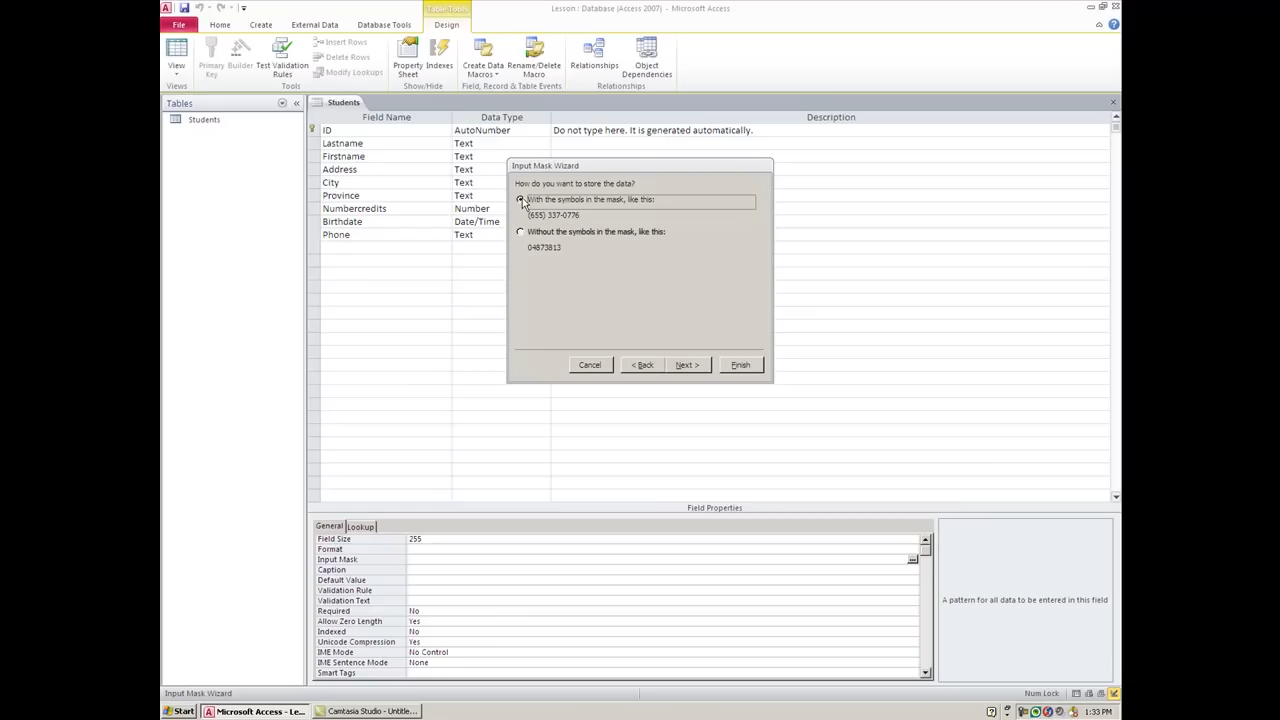 Table Tools
Lesson : Database (Access 2007) - Microsoft Access
File Home Create External Data Database Tools Design
View
Primary Key
Builder
Test Validation Rules
Insert Rows
Delete Rows
Modify Lookups
Property Sheet
Indexes
Create Data Macros
Rename/Delete Macro
Relationships
Object Dependencies
Views Tools Show/Hide Field, Record & Table Events Relationships
Tables
Students
Students
Field Name Data Type Description
ID AutoNumber Do not type here. It is generated automatically.
Lastname Text
Firstname Text
Address Text
City Text
Province Text
Numbercredits Number
Birthdate Date/Time
Phone Text
Input Mask Wizard
How do you want to store the data?
With the symbols in the mask, like this:
(655) 337-0776
Without the symbols in the mask, like this:
04873813
Cancel < Back Next > Finish
Field Properties
General Lookup
Field Size 255
Format
Input Mask
Caption
Default Value
Validation Rule
Validation Text
Required No
Allow Zero Length Yes
Indexed No
Unicode Compression Yes
IME Mode No Control
IME Sentence Mode None
Smart Tags
A pattern for all data to be entered in this field
Input Mask Wizard Num Lock
Start Microsoft Access - Le... Camtasia Studio - Untitle... 1:33 PM